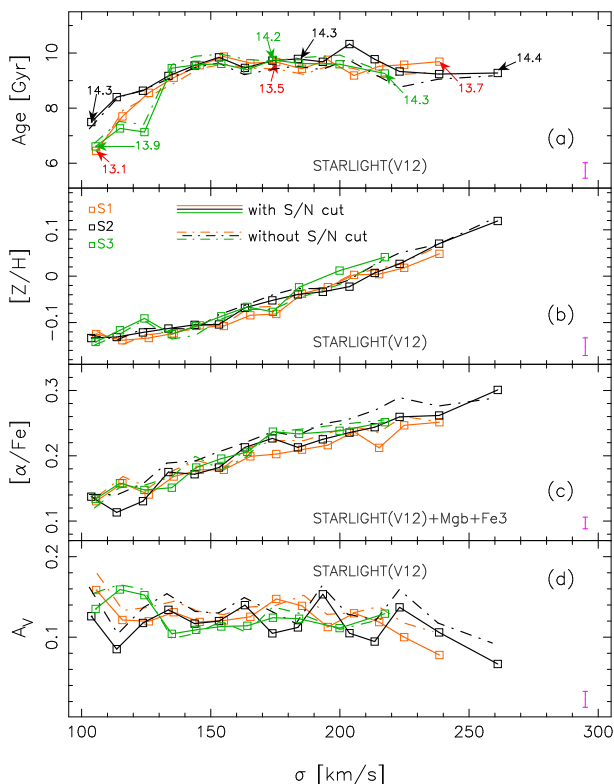 Age [Gyr]
10
8
6
14.3
14.2
14.3
14.4
13.5
13.7
14.3
13.9
13.1
(a)
STARLIGHT(V12)
[Z/H]
0.1
0
−0.1
S1
S2
S3
with S/N cut
without S/N cut
(b)
STARLIGHT(V12)
[α/Fe]
0.3
0.2
0.1
(c)
STARLIGHT(V12)+Mgb+Fe3
AV
0.2
0.1
STARLIGHT(V12)
(d)
100 150 200 250 300
σ [km/s]